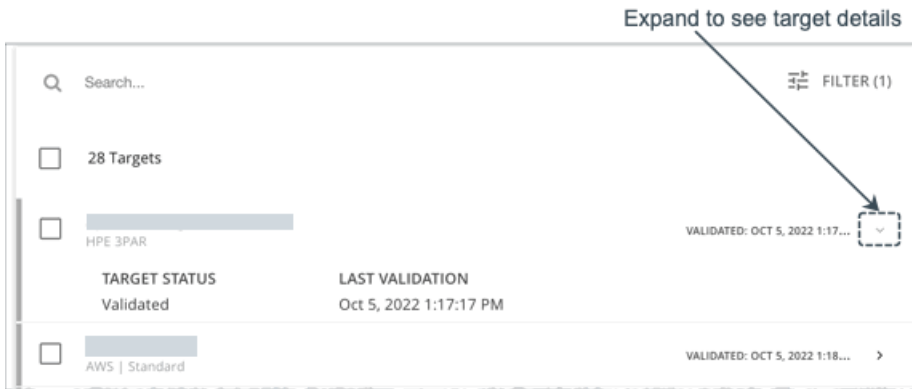 Expand to see target details
Search...
FILTER (1)
28 Targets
HPE 3PAR
VALIDATED: OCT 5, 2022 1:17...
TARGET STATUS
LAST VALIDATION
Validated
Oct 5, 2022 1:17:17 PM
AWS | Standard
VALIDATED: OCT 5, 2022 1:18...